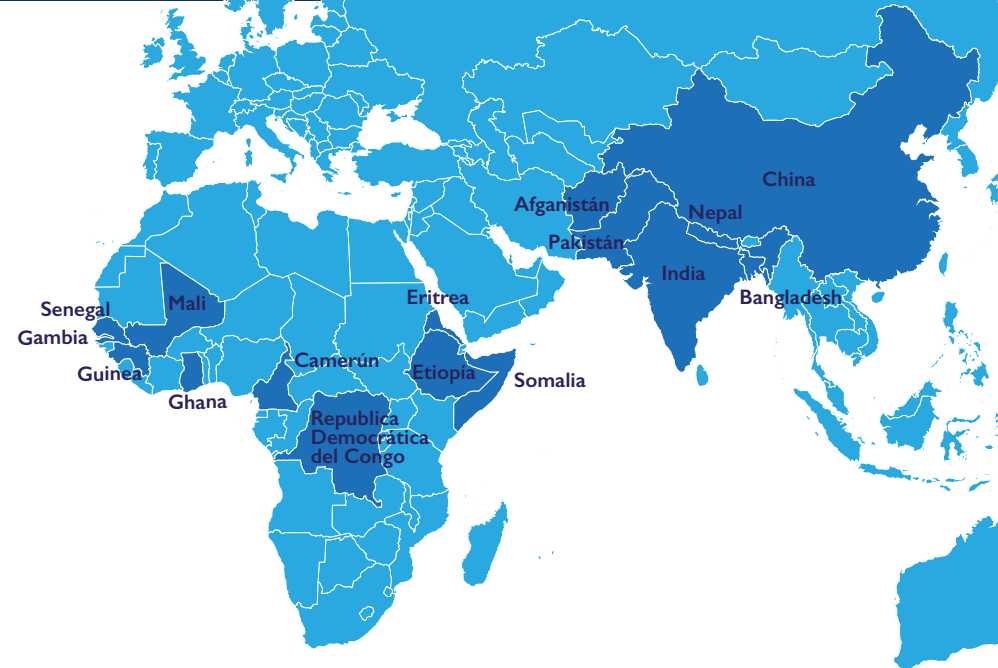 China
Afganistán
Nepal
Pakistán
India
Bangladesh
Eritrea
Senegal
Mali
Gambia
Camerún
Guinea
Etiopía
Somalia
Ghana
Republica
Democrática
del Congo